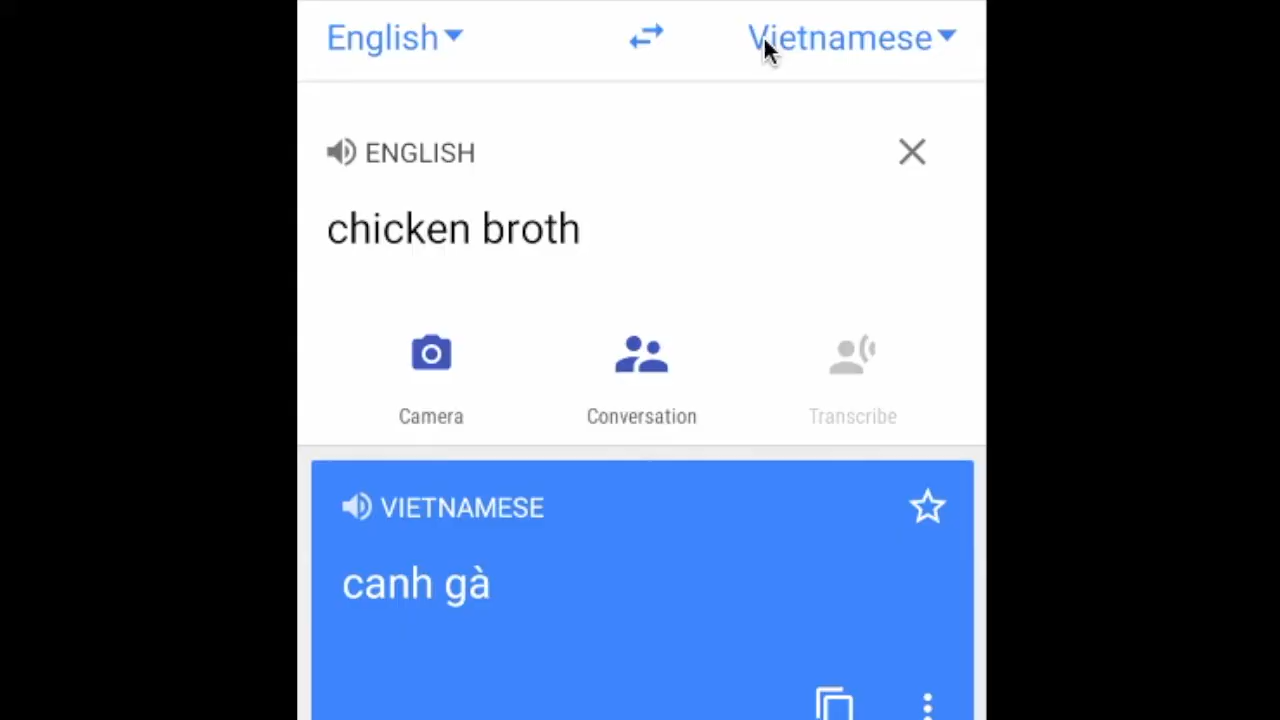 English Vietnamese
ENGLISH
chicken broth
Camera Conversation Transcribe
VIETNAMESE
canh gà